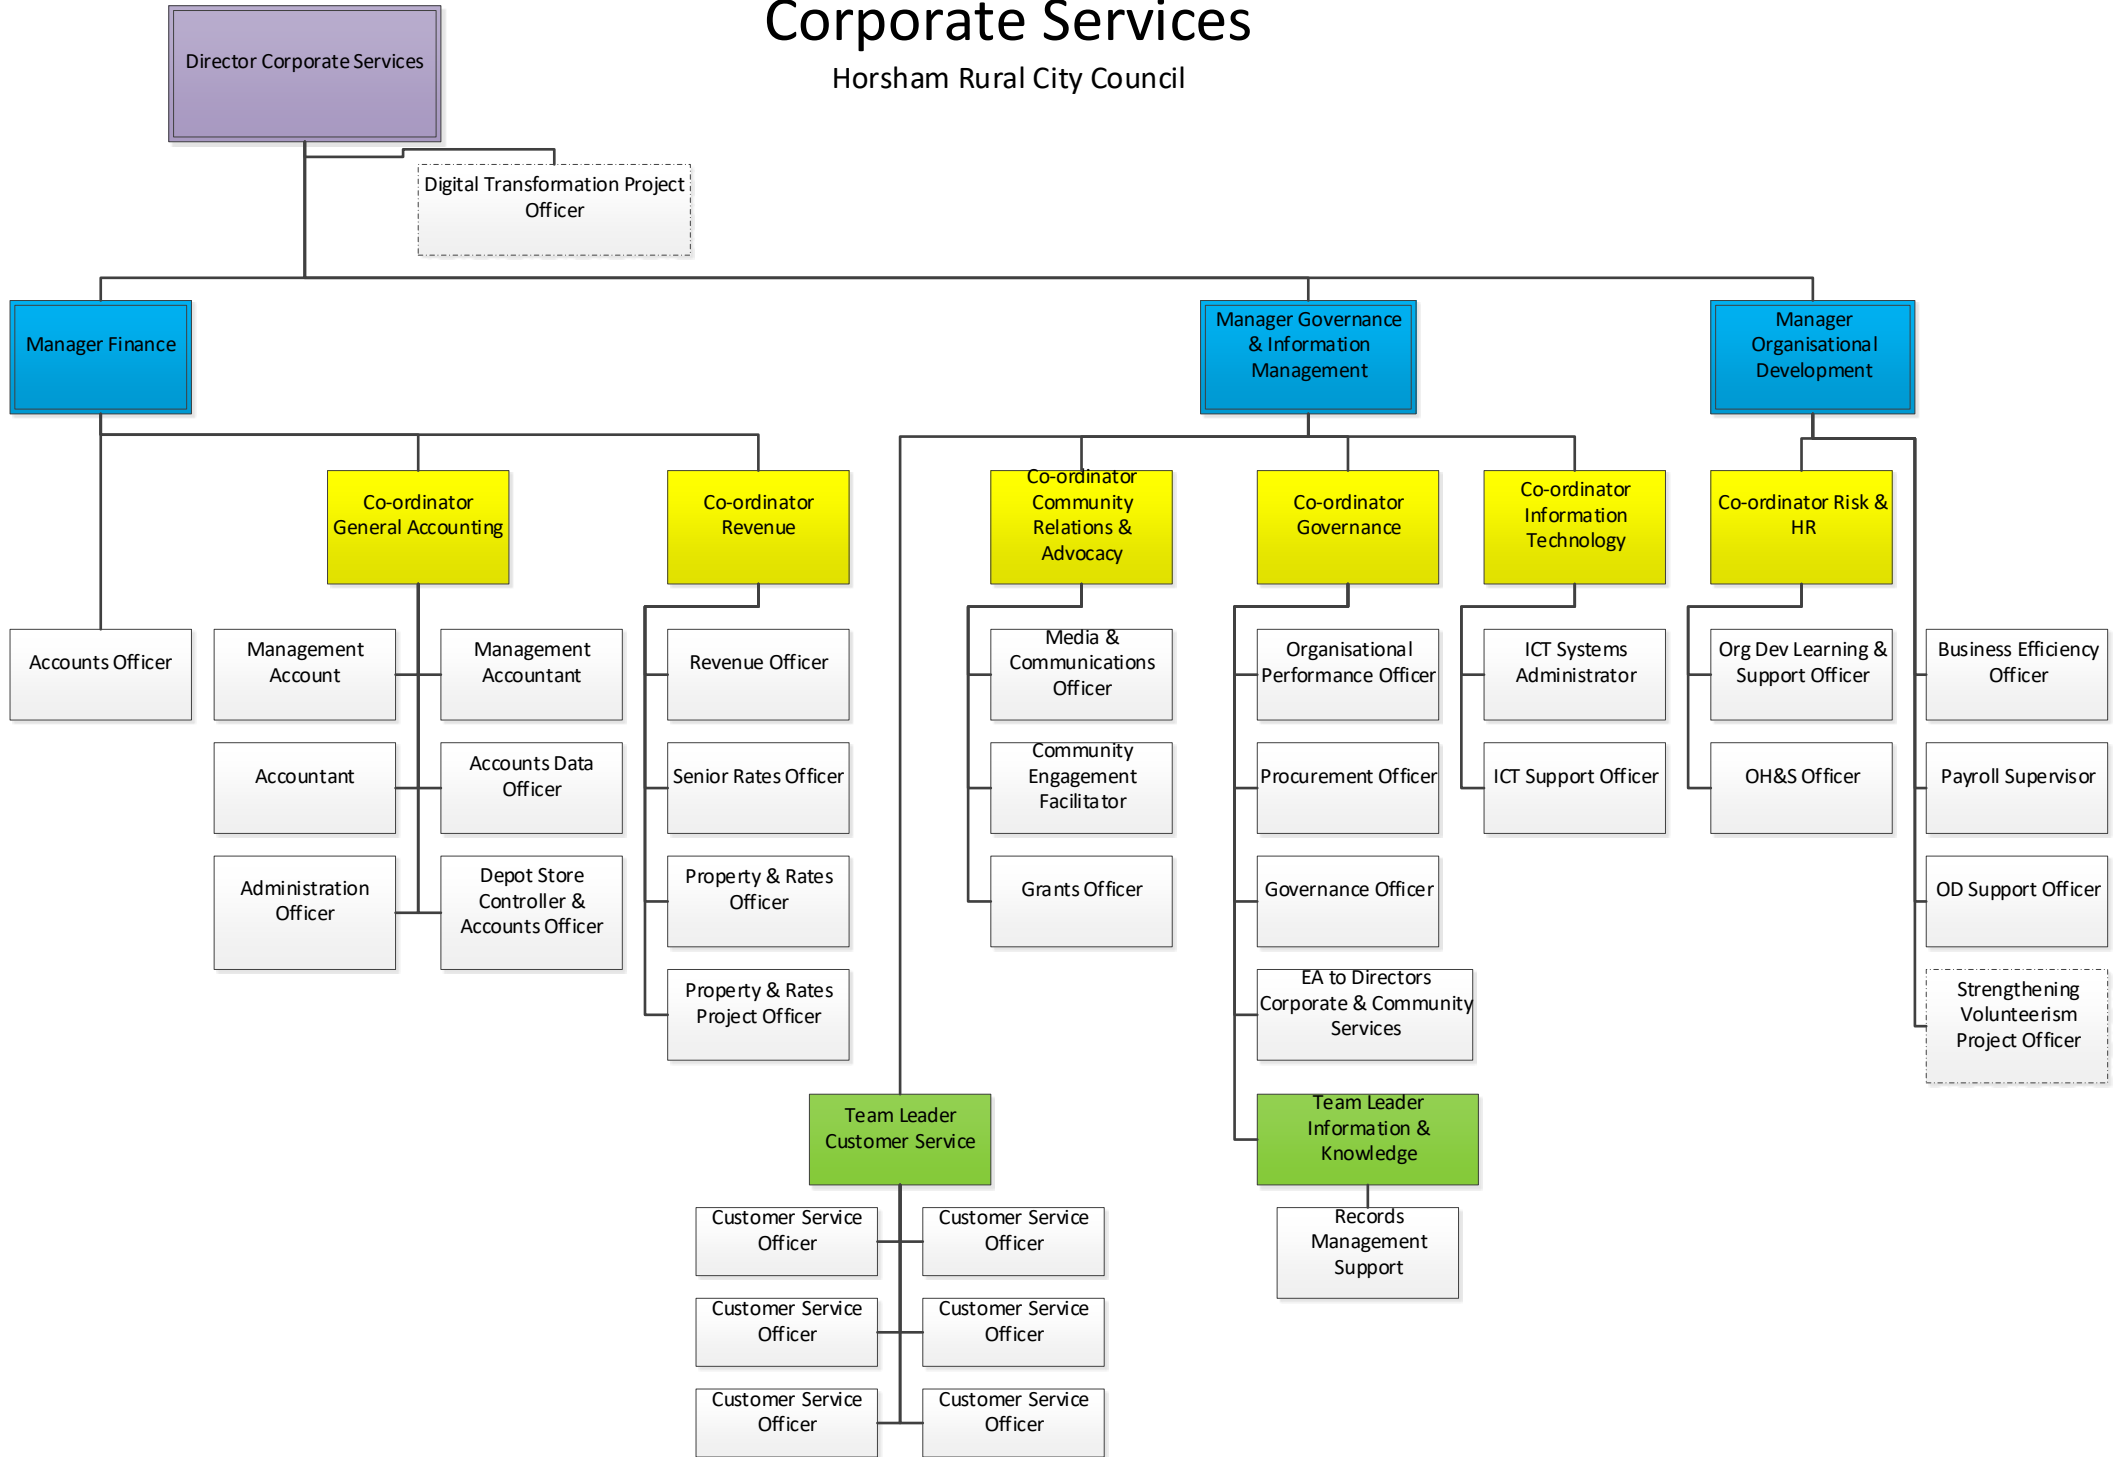 Corporate Services
Horsham Rural City Council
Director Corporate Services
Digital Transformation Project
Officer
Manager Finance
Manager Governance
& Information
Management
Manager
Organisational
Development
Co-ordinator
General Accounting
Co-ordinator
Revenue
Co-ordinator
Community
Relations &
Advocacy
Co-ordinator
Governance
Co-ordinator
Information
Technology
Co-ordinator Risk &
HR
Accounts Officer
Management
Account
Management
Accountant
Revenue Officer
Media &
Communications
Officer
Organisational
Performance Officer
ICT Systems
Administrator
Org Dev Learning &
Support Officer
Business Efficiency
Officer
Accountant
Accounts Data
Officer
Senior Rates Officer
Community
Engagement
Facilitator
Procurement Officer
ICT Support Officer
OH&S Officer
Payroll Supervisor
Administration
Officer
Depot Store
Controller &
Accounts Officer
Property & Rates
Officer
Grants Officer
Governance Officer
OD Support Officer
Property & Rates
Project Officer
EA to Directors
Corporate & Community
Services
Strengthening
Volunteerism
Project Officer
Team Leader
Customer Service
Team Leader
Information &
Knowledge
Customer Service
Officer
Customer Service
Officer
Records
Management
Support
Customer Service
Officer
Customer Service
Officer
Customer Service
Officer
Customer Service
Officer